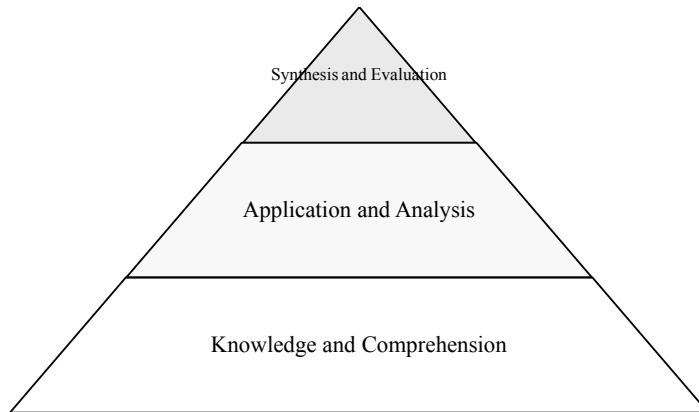 Synthesis and Evaluation
Application and Analysis
Knowledge and Comprehension